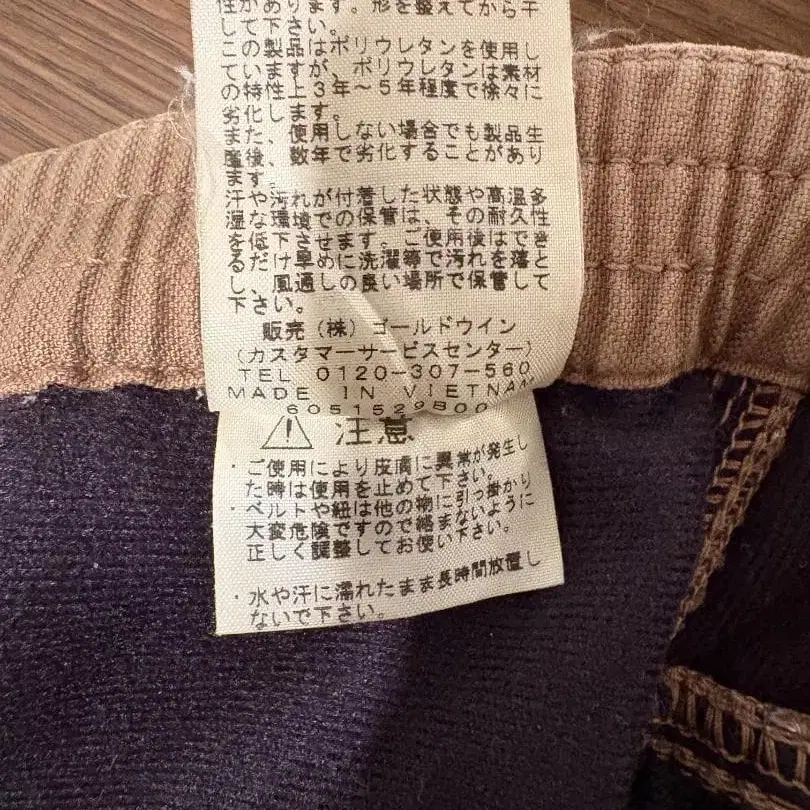 性があります。形を整えてから干
して下さい。
この製品はポリウレタンを使用し
ていますが、ポリウレタンは素材
の特性上3年～5年程度で徐々に
劣化します。
また、使用しない場合でも製品生
産後、数年で劣化することがあり
ます。
汗や汚れが付着した状態や高温多
湿な環境での保管は、その耐久性
を低下させます。ご使用後はでき
るだけ早めに洗濯等で汚れを落と
し、風通しの良い場所で保管して
下さい。
販売（株）ゴールドウイン
（カスタマーサービスセンター）
TEL 0120-307-560
MADE IN VIETNAM
6051529B00
注意
・ご使用により皮膚に異常が発生し
た時は使用を止めて下さい。
・ベルトや紐は他の物に引っ掛かり
大変危険ですので絡まないように
正しく調整してお使い下さい。
・水や汗に濡れたまま長時間放置し
ないで下さい。